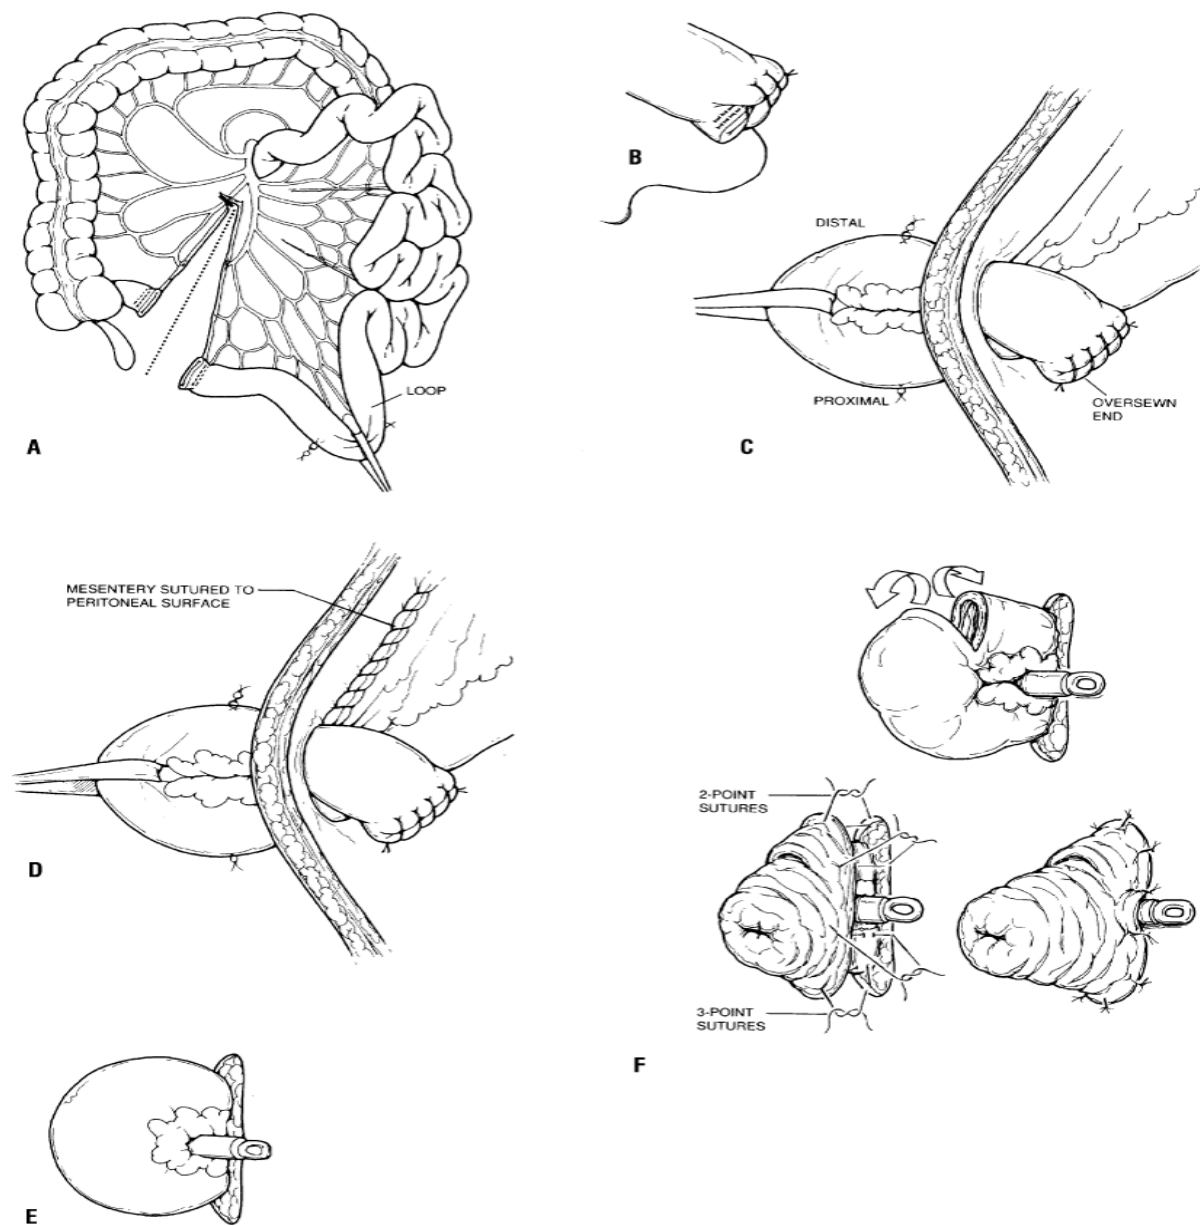 A
LOOP
B
DISTAL
PROXIMAL
OVERSEWN
END
C
MESENTERY SUTURED TO
PERITONEAL SURFACE
D
E
2-POINT
SUTURES
3-POINT
SUTURES
F